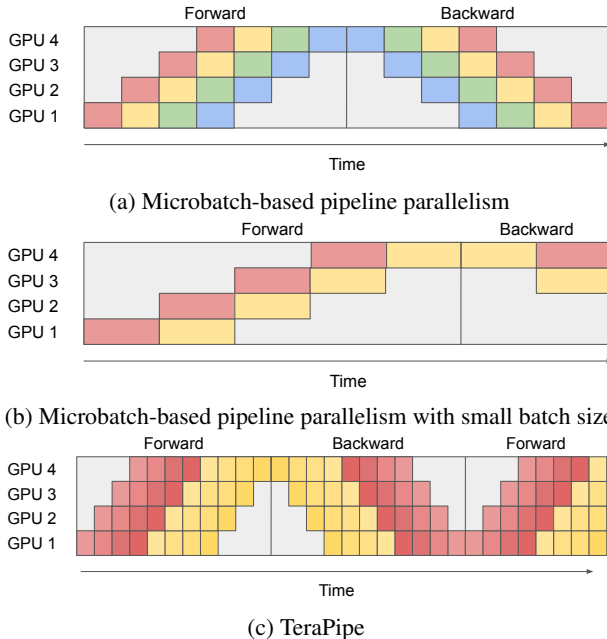 Forward Backward
GPU 4
GPU 3
GPU 2
GPU 1
Time
(a) Microbatch-based pipeline parallelism
Forward Backward
GPU 4
GPU 3
GPU 2
GPU 1
Time
(b) Microbatch-based pipeline parallelism with small batch size
Forward Backward Forward
GPU 4
GPU 3
GPU 2
GPU 1
Time
(c) TeraPipe